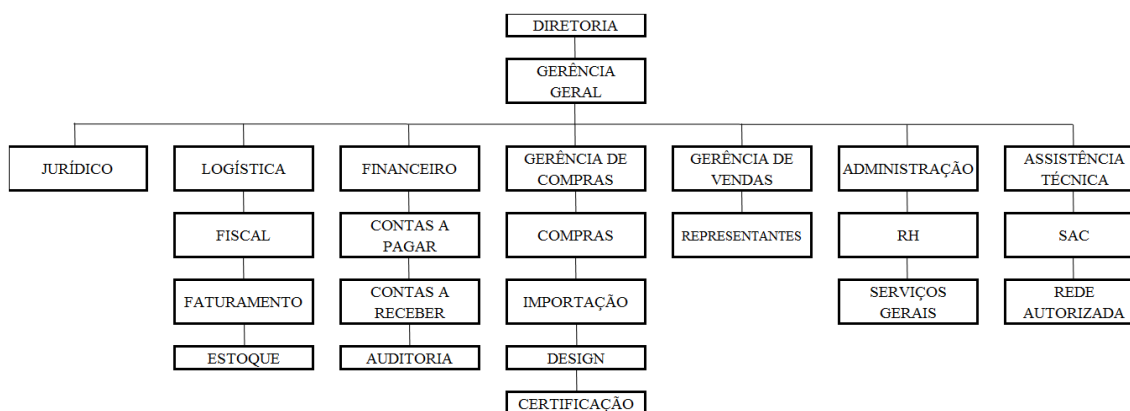 DIRETORIA
GERÊNCIA
GERAL
JURÍDICO
LOGÍSTICA
FINANCEIRO
GERÊNCIA DE
COMPRAS
GERÊNCIA DE
VENDAS
ADMINISTRAÇÃO
ASSISTÊNCIA
TÉCNICA
FISCAL
CONTAS A
PAGAR
COMPRAS
REPRESENTANTES
RH
SAC
FATURAMENTO
CONTAS A
RECEBER
IMPORTAÇÃO
SERVIÇOS
GERAIS
REDE
AUTORIZADA
ESTOQUE
AUDITORIA
DESIGN
CERTIFICAÇÃO